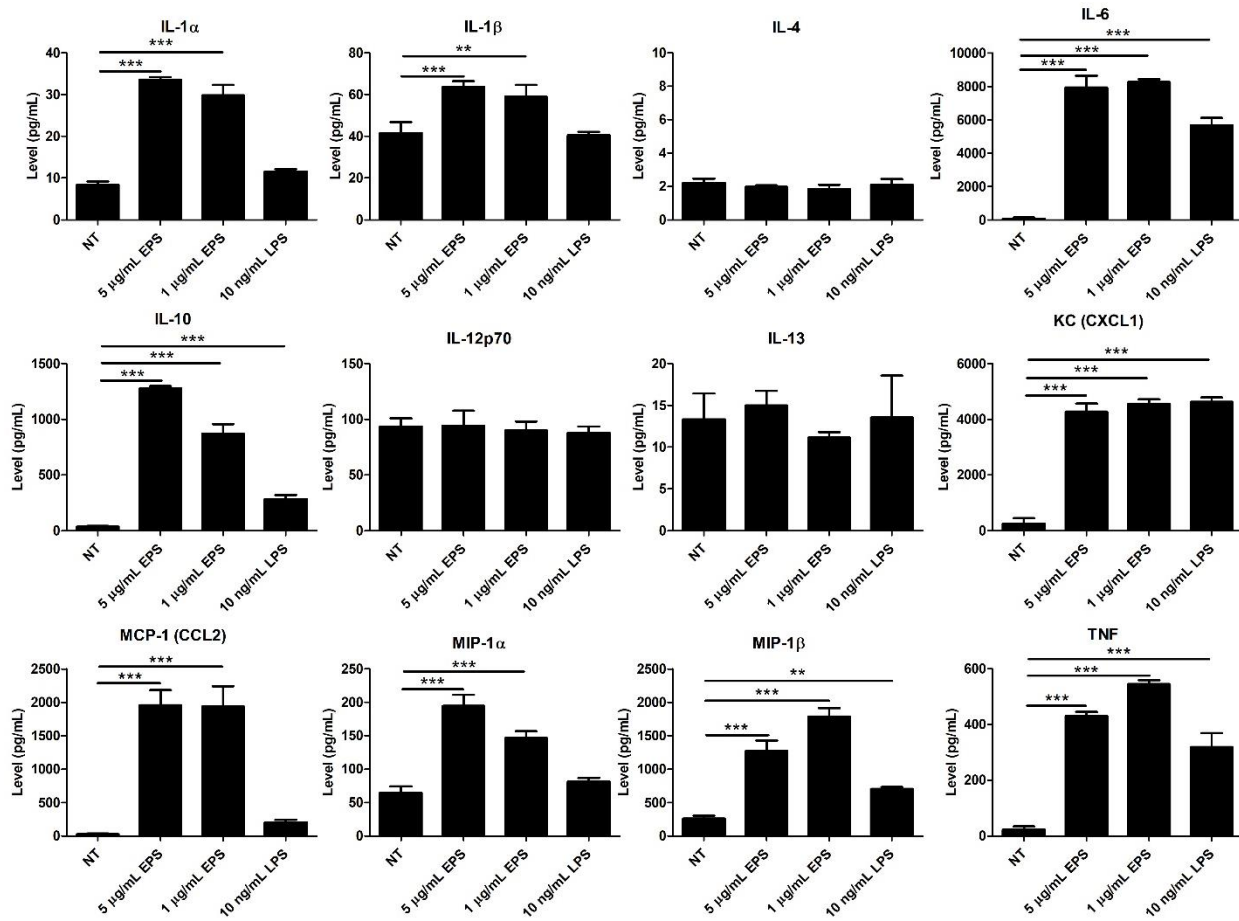 IL-1α
Level (pg/mL)
40
30
20
10
0
***
***
NT
5 µg/mL EPS
1 µg/mL EPS
10 ng/mL LPS
IL-1β
Level (pg/mL)
80
60
40
20
0
**
***
NT
5 µg/mL EPS
1 µg/mL EPS
10 ng/mL LPS
IL-4
Level (pg/mL)
10
8
6
4
2
0
NT
5 µg/mL EPS
1 µg/mL EPS
10 ng/mL LPS
IL-6
Level (pg/mL)
10000
8000
6000
4000
2000
0
***
***
***
NT
5 µg/mL EPS
1 µg/mL EPS
10 ng/mL LPS
IL-10
Level (pg/mL)
1500
1000
500
0
***
***
***
NT
5 µg/mL EPS
1 µg/mL EPS
10 ng/mL LPS
IL-12p70
Level (pg/mL)
150
100
50
0
NT
5 µg/mL EPS
1 µg/mL EPS
10 ng/mL LPS
IL-13
Level (pg/mL)
20
15
10
5
0
NT
5 µg/mL EPS
1 µg/mL EPS
10 ng/mL LPS
KC (CXCL1)
Level (pg/mL)
6000
4000
2000
0
***
***
***
NT
5 µg/mL EPS
1 µg/mL EPS
10 ng/mL LPS
MCP-1 (CCL2)
Level (pg/mL)
2500
2000
1500
1000
500
0
***
***
NT
5 µg/mL EPS
1 µg/mL EPS
10 ng/mL LPS
MIP-1α
Level (pg/mL)
250
200
150
100
50
0
***
***
NT
5 µg/mL EPS
1 µg/mL EPS
10 ng/mL LPS
MIP-1β
Level (pg/mL)
2500
2000
1500
1000
500
0
**
***
***
NT
5 µg/mL EPS
1 µg/mL EPS
10 ng/mL LPS
TNF
Level (pg/mL)
600
400
200
0
***
***
***
NT
5 µg/mL EPS
1 µg/mL EPS
10 ng/mL LPS